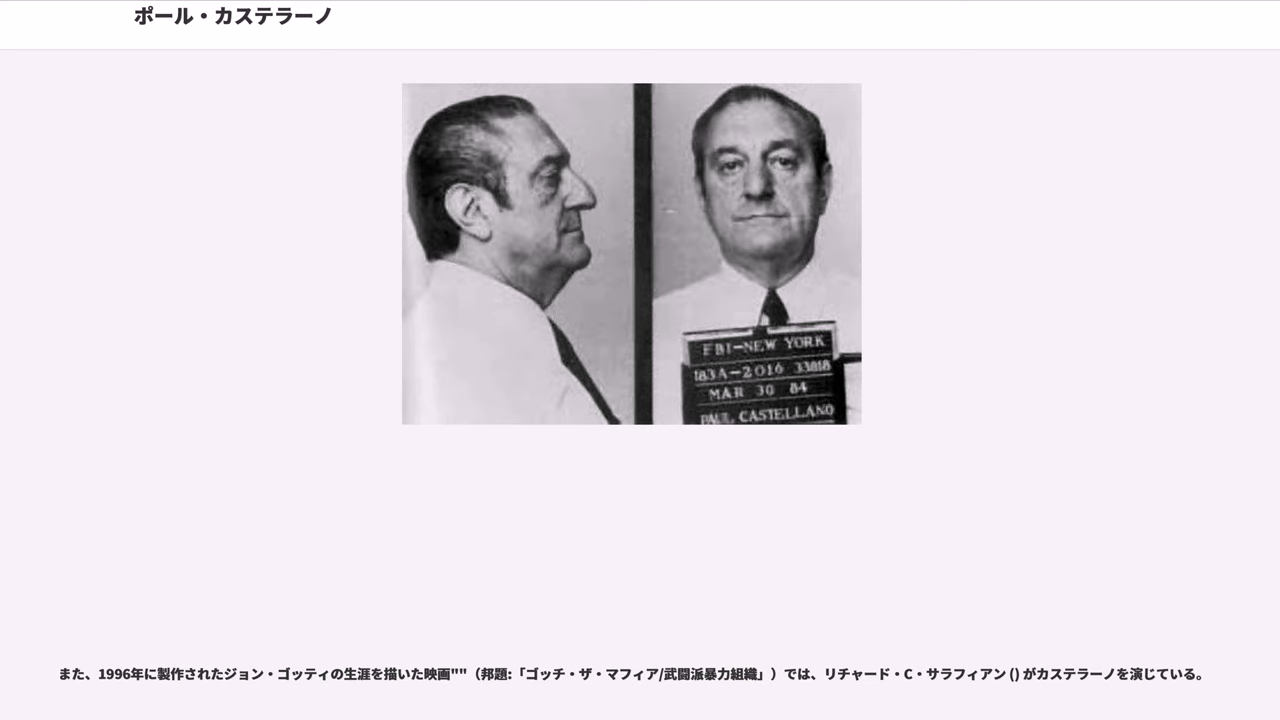 ポール・カステラーノ
FBI-NEW YORK
183A-2016 33818
MAR 30 84
PAUL CASTELLANO
また、1996年に製作されたジョン・ゴッティの生涯を描いた映画""（邦題:「ゴッチ・ザ・マフィア/武闘派暴力組織」）では、リチャード・C・サラフィアン () がカステラーノを演じている。